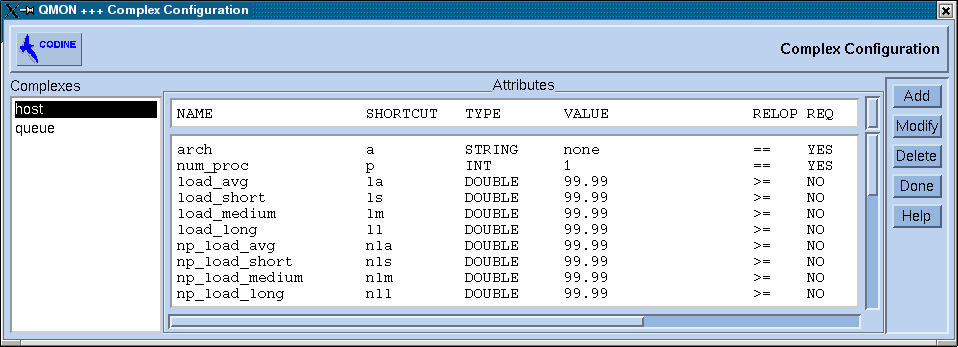 QMON +++ Complex Configuration
CODINE
Complex Configuration
Complexes
host
queue
Attributes
NAME SHORTCUT TYPE VALUE RELOP REQ
arch a STRING none == YES
num_proc p INT 1 == YES
load_avg la DOUBLE 99.99 >= NO
load_short ls DOUBLE 99.99 >= NO
load_medium lm DOUBLE 99.99 >= NO
load_long ll DOUBLE 99.99 >= NO
np_load_avg nla DOUBLE 99.99 >= NO
np_load_short nls DOUBLE 99.99 >= NO
np_load_medium nlm DOUBLE 99.99 >= NO
np_load_long nll DOUBLE 99.99 >= NO
Add
Modify
Delete
Done
Help